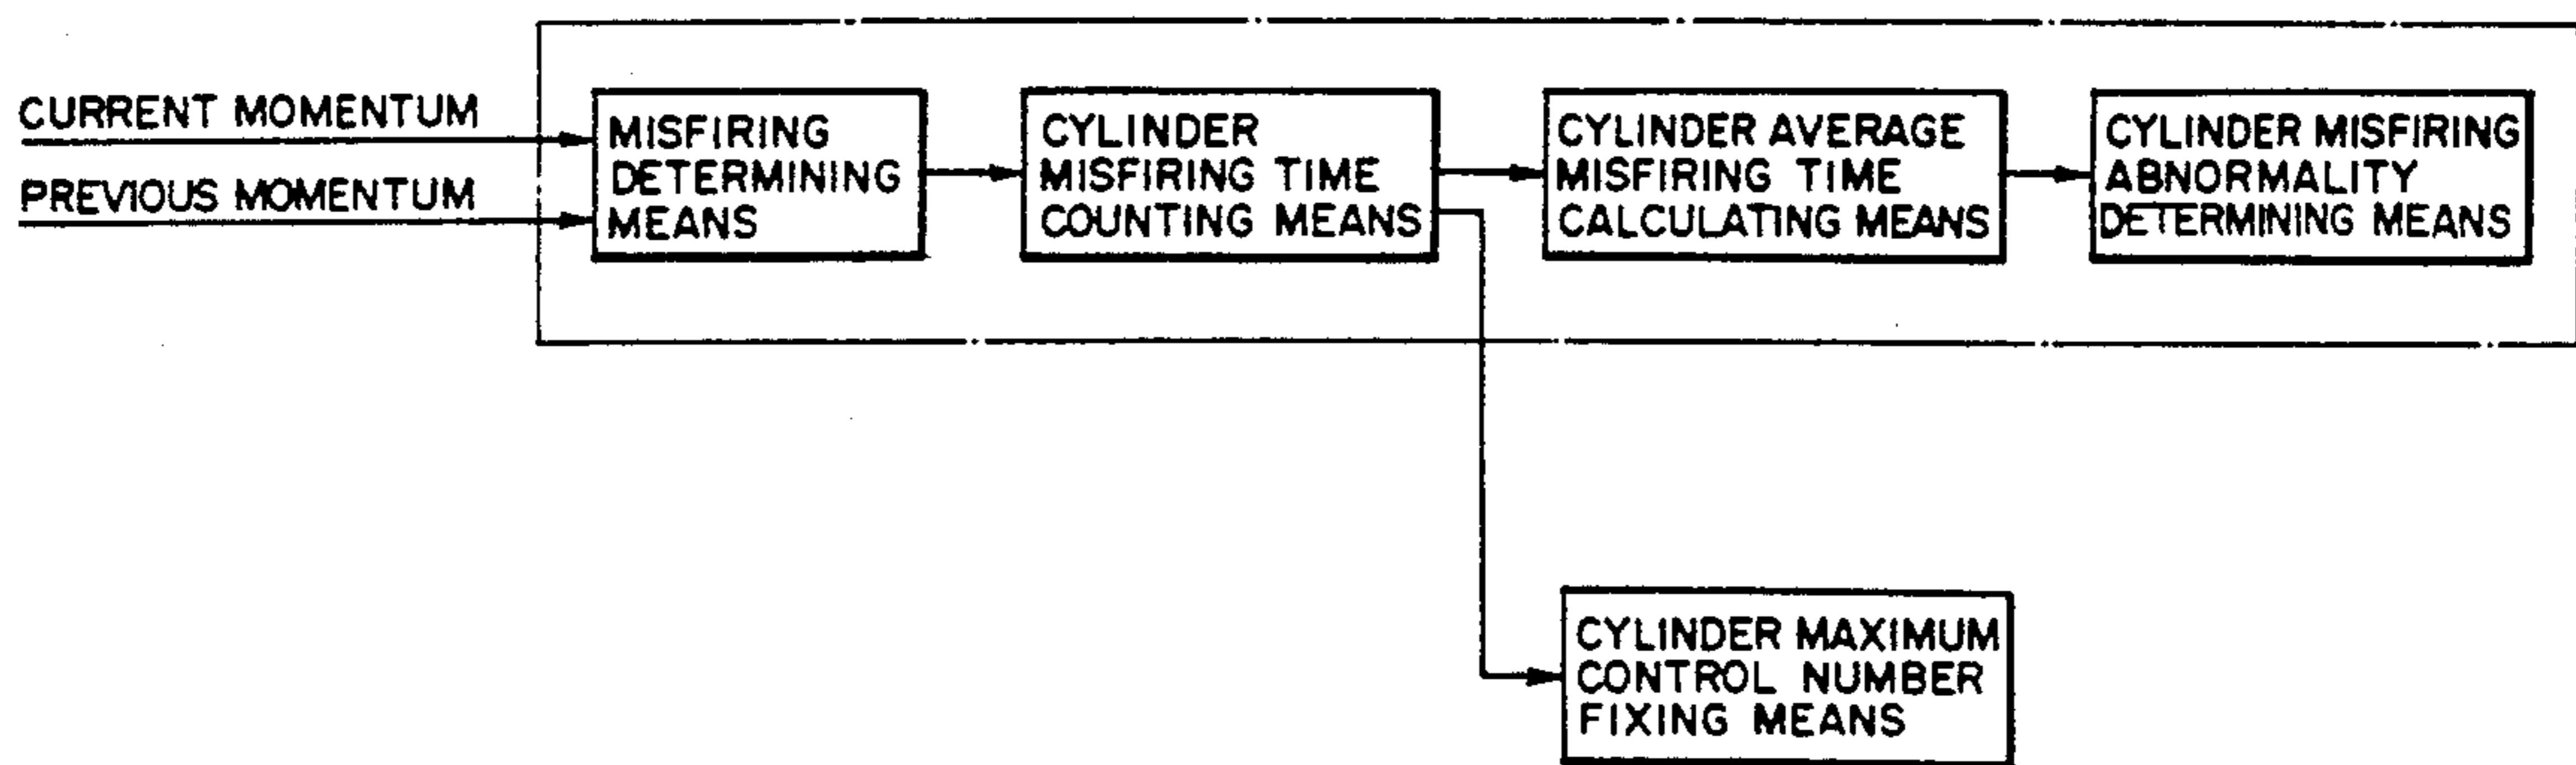 CURRENT MOMENTUM
PREVIOUS MOMENTUM
MISFIRING
DETERMINING
MEANS
CYLINDER
MISFIRING TIME
COUNTING MEANS
CYLINDER AVERAGE
MISFIRING TIME
CALCULATING MEANS
CYLINDER MISFIRING
ABNORMALITY
DETERMINING MEANS
CYLINDER MAXIMUM
CONTROL NUMBER
FIXING MEANS